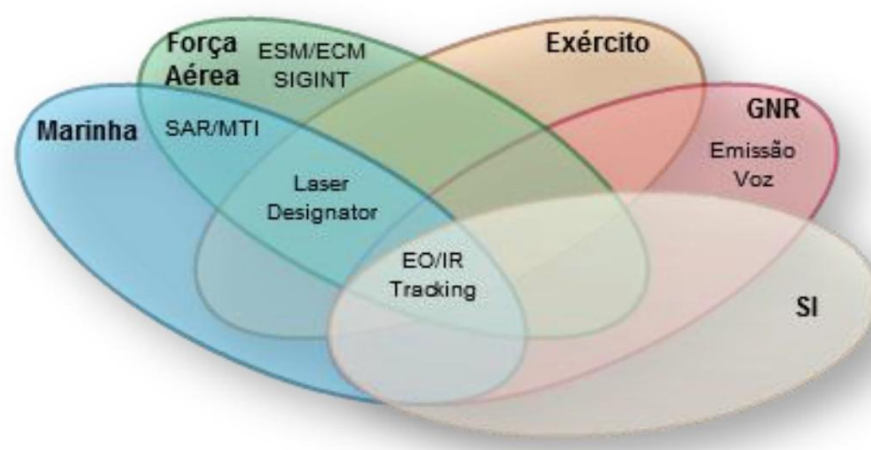 Força
Aérea
ESM/ECM
SIGINT
Exército
Marinha
SAR/MTI
GNR
Emissão
Voz
Laser
Designator
EO/IR
Tracking
SI